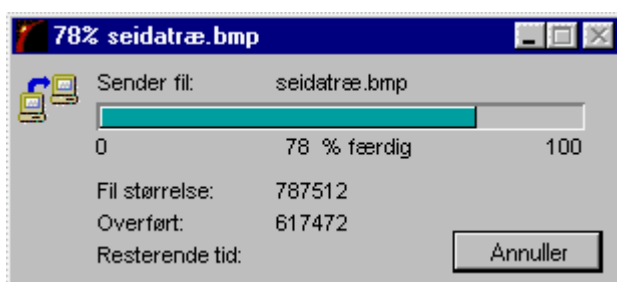 78% seidatræ.bmp
Sender fil: seidatræ.bmp
0 78 % færdig 100
Fil størrelse: 787512
Overført: 617472
Resterende tid:
Annuller